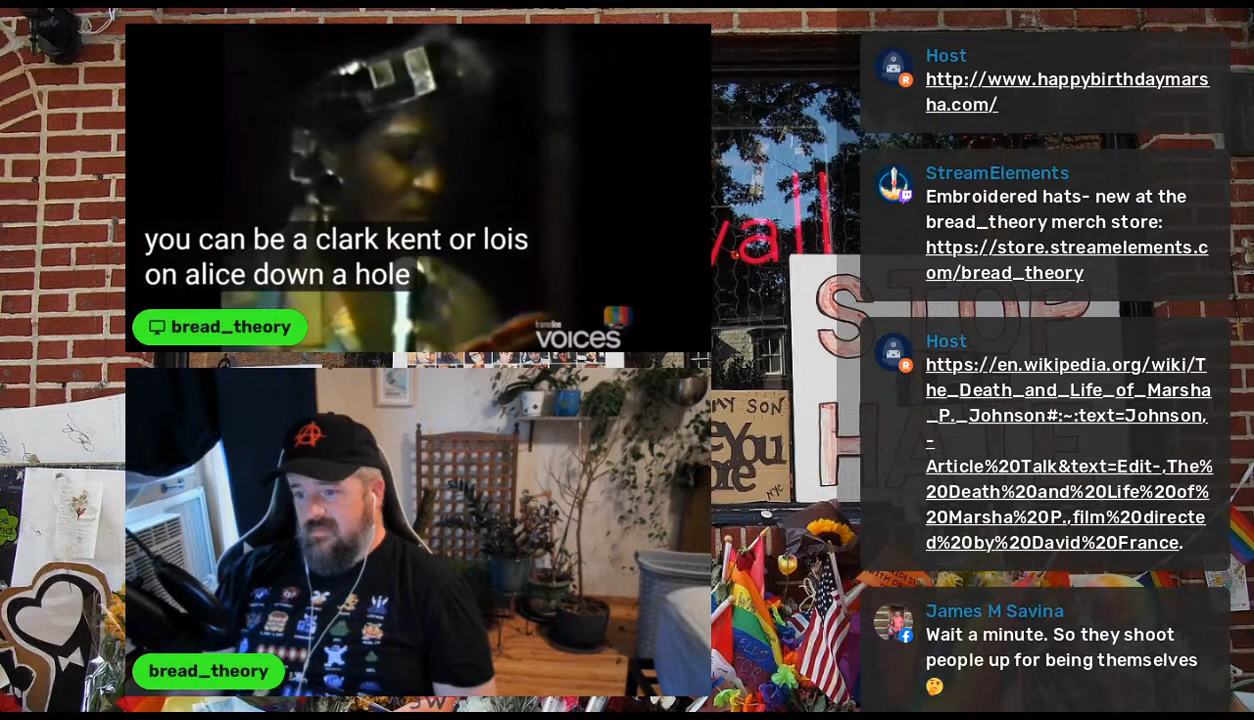 you can be a clark kent or lois
on alice down a hole
bread_theory
frameline
VOICES
bread_theory
STOP
HATE
MY SON
NYC
Host
http://www.happybirthdaymars
ha.com/
StreamElements
Embroidered hats- new at the
bread_theory merch store:
https://store.streamelements.c
om/bread_theory
Host
https://en.wikipedia.org/wiki/T
he_Death_and_Life_of_Marsha
_P._Johnson#:~:text=Johnson,
-
Article%20Talk&text=Edit-,The%
20Death%20and%20Life%20of%
20Marsha%20P.,film%20directe
d%20by%20David%20France.
James M Savina
Wait a minute. So they shoot
people up for being themselves
🤔